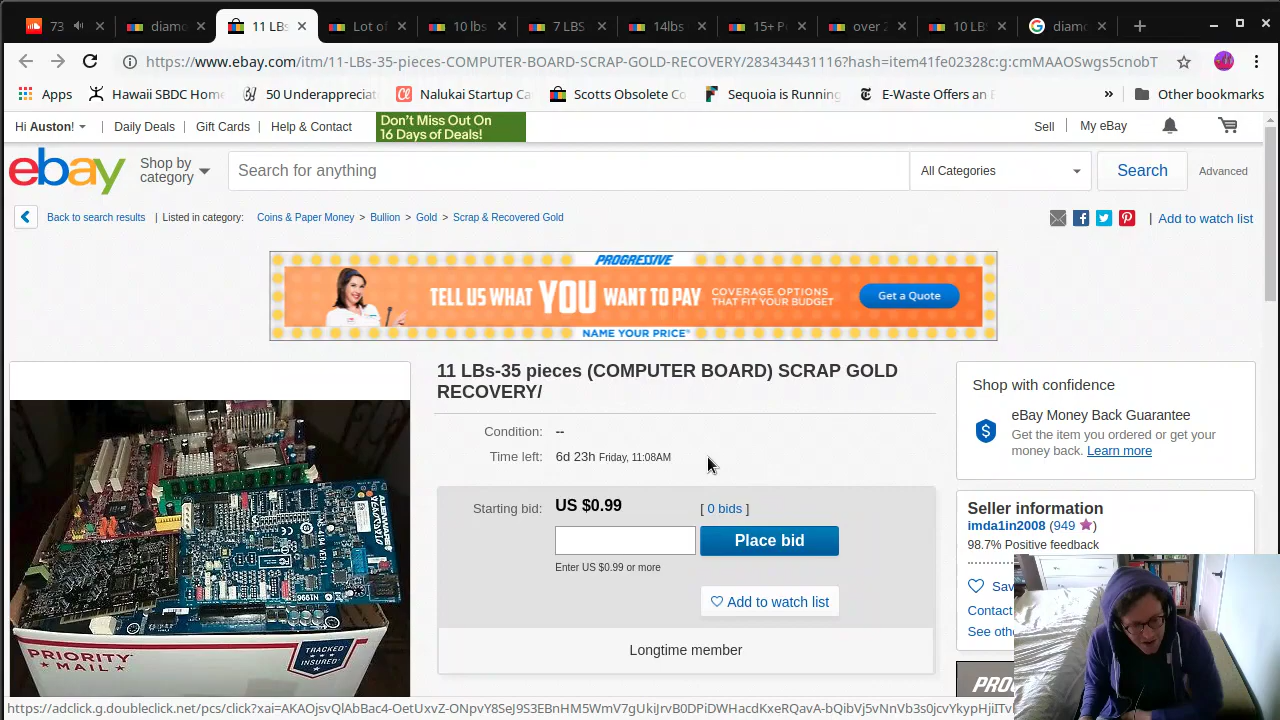 73
diamo
11 LBs
Lot of
10 lbs
7 LBS
14lbs
15+ P
over 2
10 LB
diamo
https://www.ebay.com/itm/11-LBs-35-pieces-COMPUTER-BOARD-SCRAP-GOLD-RECOVERY/283434431116?hash=item41fe02328c:g:cmMAAOSwgs5cnobT
Apps
Hawaii SBDC Hom
50 Underappreciat
Nalukai Startup Ca
Scotts Obsolete Co
Sequoia is Running
E-Waste Offers an E
»
Other bookmarks
Hi Auston!
Daily Deals
Gift Cards
Help & Contact
Don't Miss Out On
16 Days of Deals!
Sell
My eBay
ebay
Shop by
category
Search for anything
All Categories
Search
Advanced
Back to search results
| Listed in category:
Coins & Paper Money > Bullion > Gold > Scrap & Recovered Gold
| Add to watch list
PROGRESSIVE
TELL US WHAT YOU WANT TO PAY
COVERAGE OPTIONS
THAT FIT YOUR BUDGET
Get a Quote
NAME YOUR PRICE®
11 LBs-35 pieces (COMPUTER BOARD) SCRAP GOLD
RECOVERY/
Condition: --
Time left: 6d 23h Friday, 11:08AM
Starting bid: US $0.99 [ 0 bids ]
Place bid
Enter US $0.99 or more
Add to watch list
Longtime member
Shop with confidence
eBay Money Back Guarantee
Get the item you ordered or get your
money back. Learn more
Seller information
imda1in2008 (949 )
98.7% Positive feedback
Sav
Contact
See othe
PRO
ALIENWARE
PRIORITY
MAIL
TRACKED
INSURED